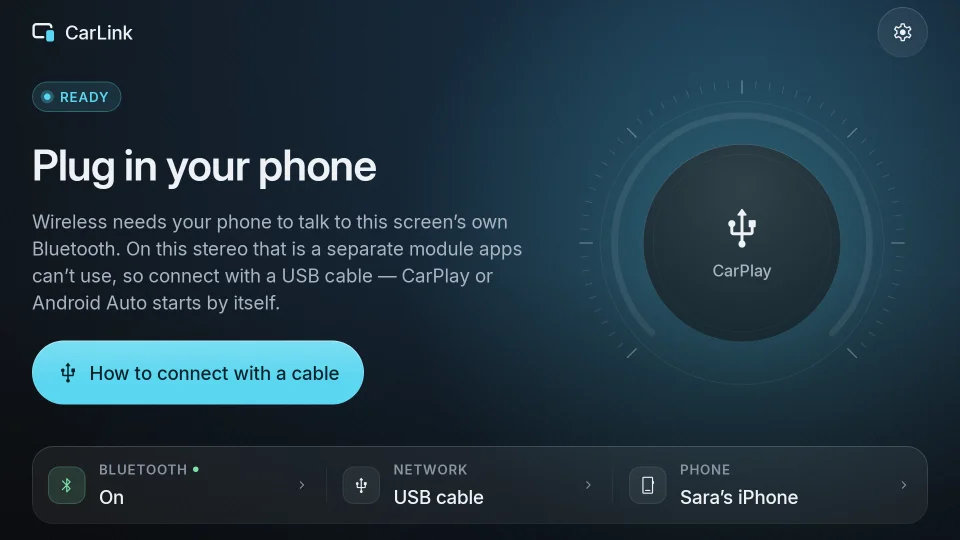 CarLink
READY
Plug in your phone
Wireless needs your phone to talk to this screen’s own
Bluetooth. On this stereo that is a separate module apps
can’t use, so connect with a USB cable — CarPlay or
Android Auto starts by itself.
How to connect with a cable
CarPlay
BLUETOOTH
On
NETWORK
USB cable
PHONE
Sara’s iPhone